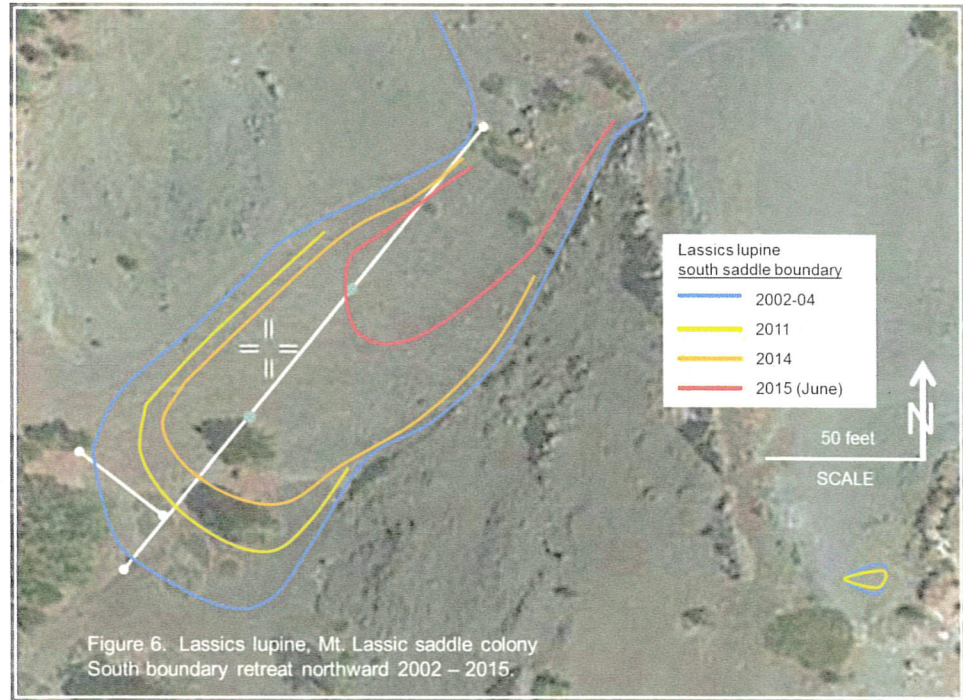 Lassics lupine
south saddle boundary
2002-04
2011
2014
2015 (June)
N
50 feet
SCALE
Figure 6. Lassics lupine, Mt. Lassic saddle colony
South boundary retreat northward 2002 – 2015.